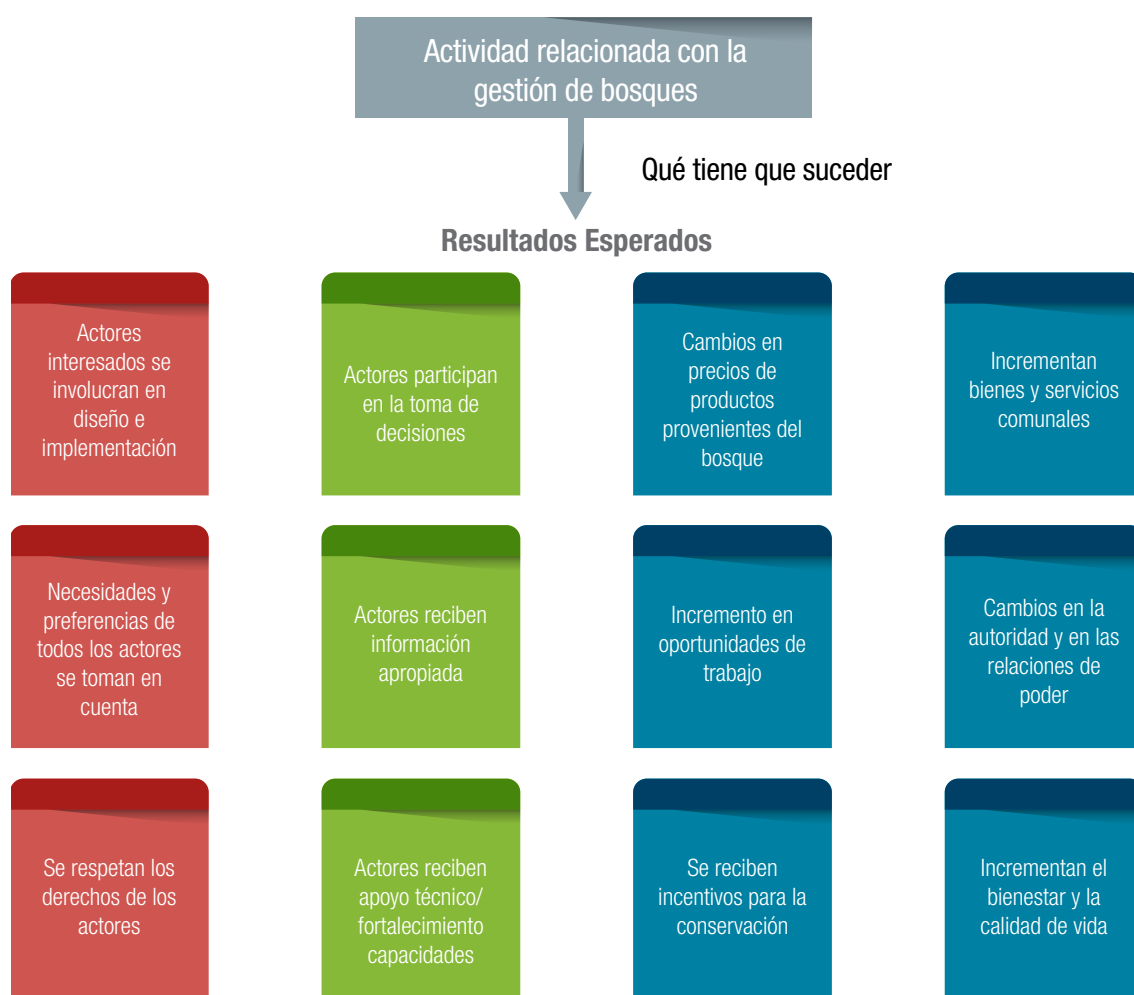 Actividad relacionada con la
gestión de bosques
Qué tiene que suceder
Resultados Esperados
Actores
interesados se
involucran en
diseño e
implementación
Actores participan
en la toma de
decisiones
Cambios en
precios de
productos
provenientes del
bosque
Incrementan
bienes y servicios
comunales
Necesidades y
preferencias de
todos los actores
se toman en
cuenta
Actores reciben
información
apropiada
Incremento en
oportunidades de
trabajo
Cambios en la
autoridad y en las
relaciones de
poder
Se respetan los
derechos de los
actores
Actores reciben
apoyo técnico/
fortalecimiento
capacidades
Se reciben
incentivos para la
conservación
Incrementan el
bienestar y la
calidad de vida